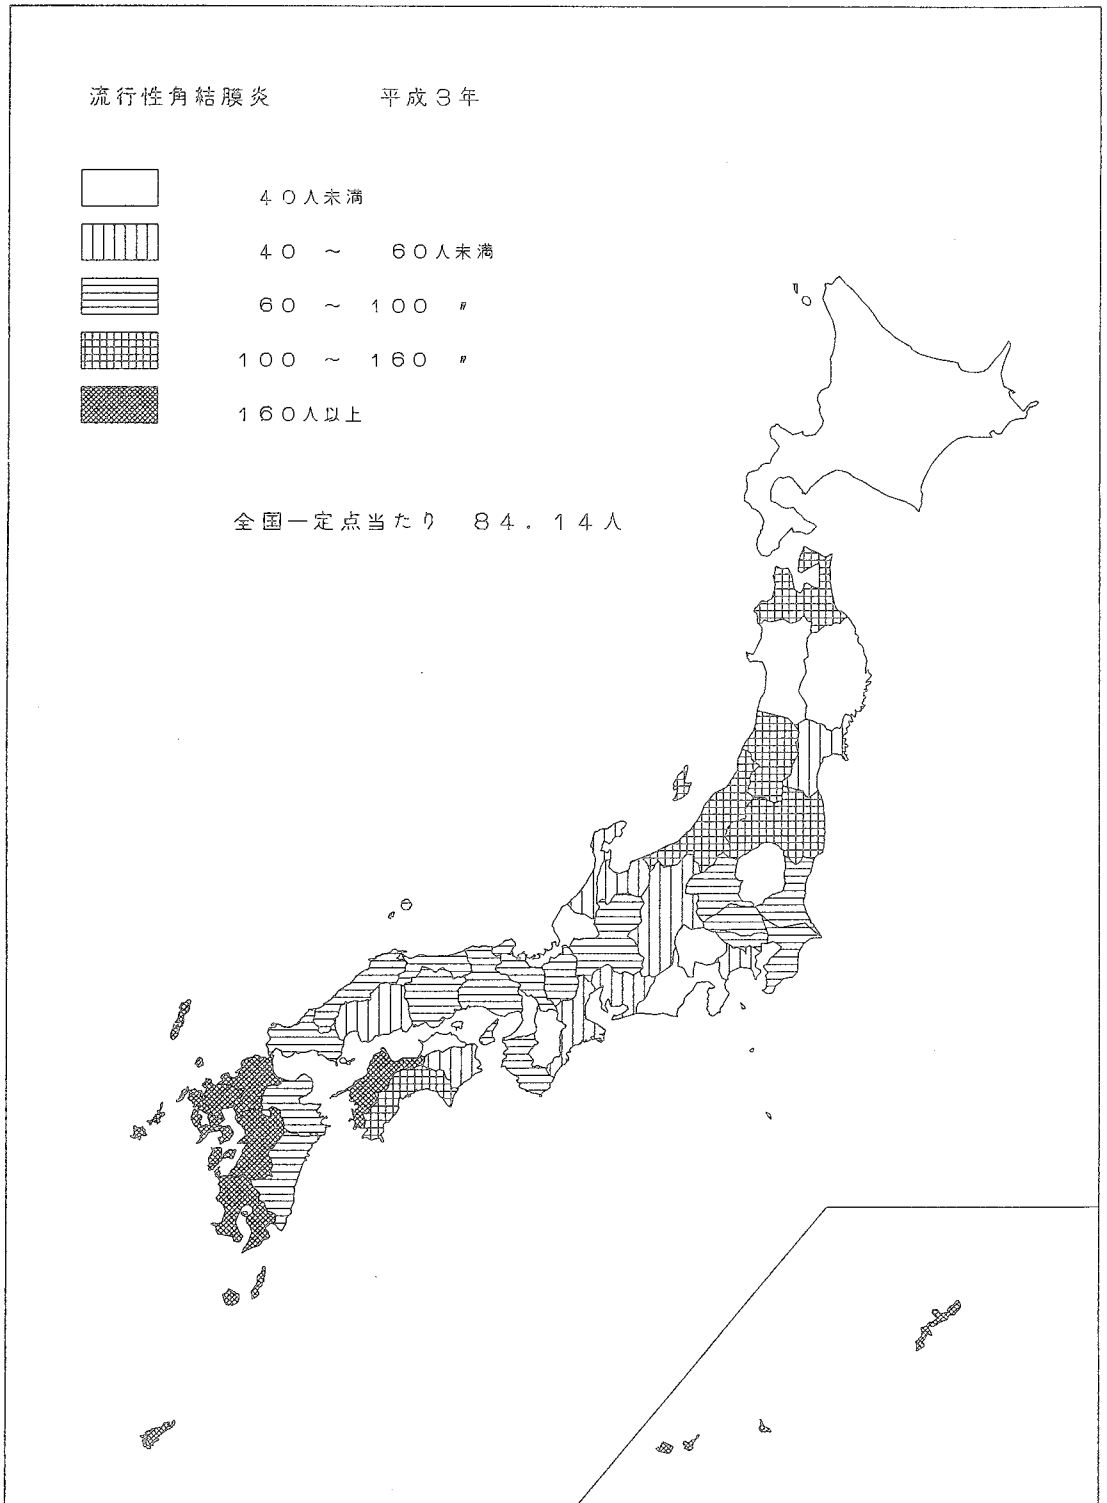 流行性角結膜炎　　平成3年
40人未満
40 ～ 60人未満
60 ～ 100 〃
100 ～ 160 〃
160人以上
全国一定点当たり 84.14人